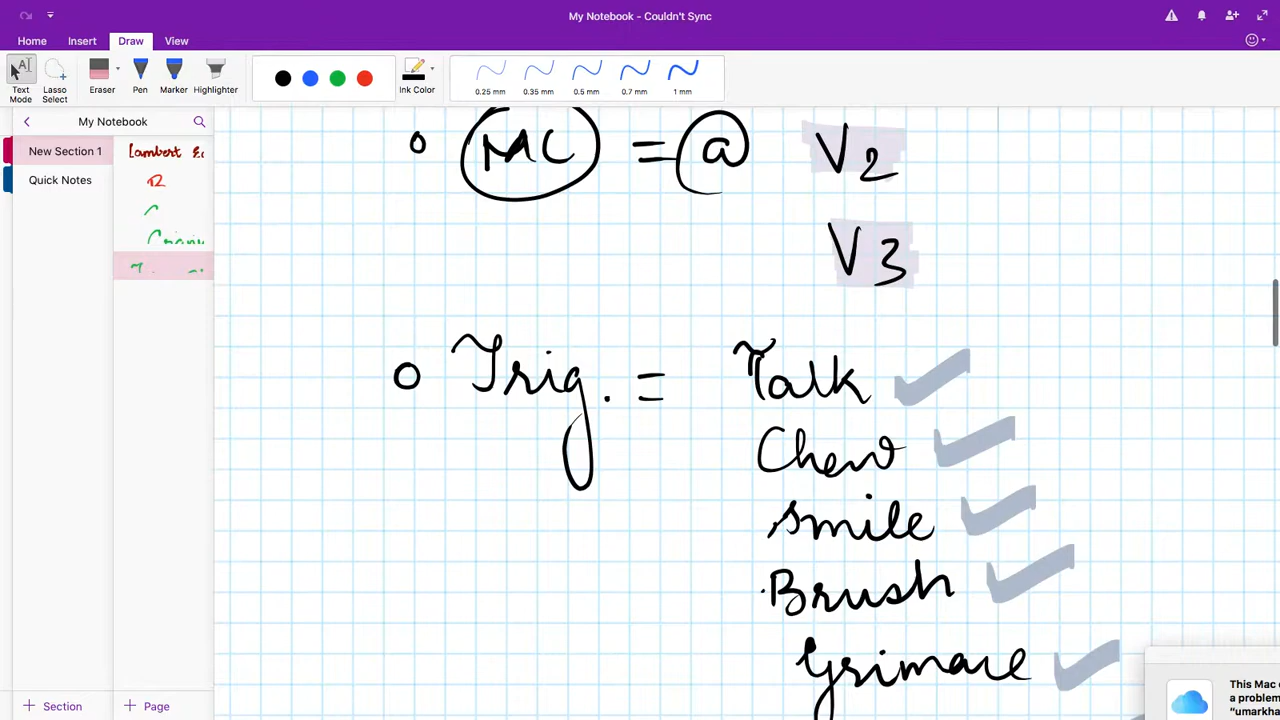 My Notebook - Couldn't Sync
Home Insert Draw View
Text Mode
Lasso Select
Eraser
Pen
Marker
Highlighter
Ink Color
0.25 mm
0.35 mm
0.5 mm
0.7 mm
1 mm
My Notebook
New Section 1
Quick Notes
Lambert
+ Section
+ Page
MC = @ V2
V3
Trig. = Talk
Chew
Smile
Brush
Grimace
This Mac
a problem
"umarkha